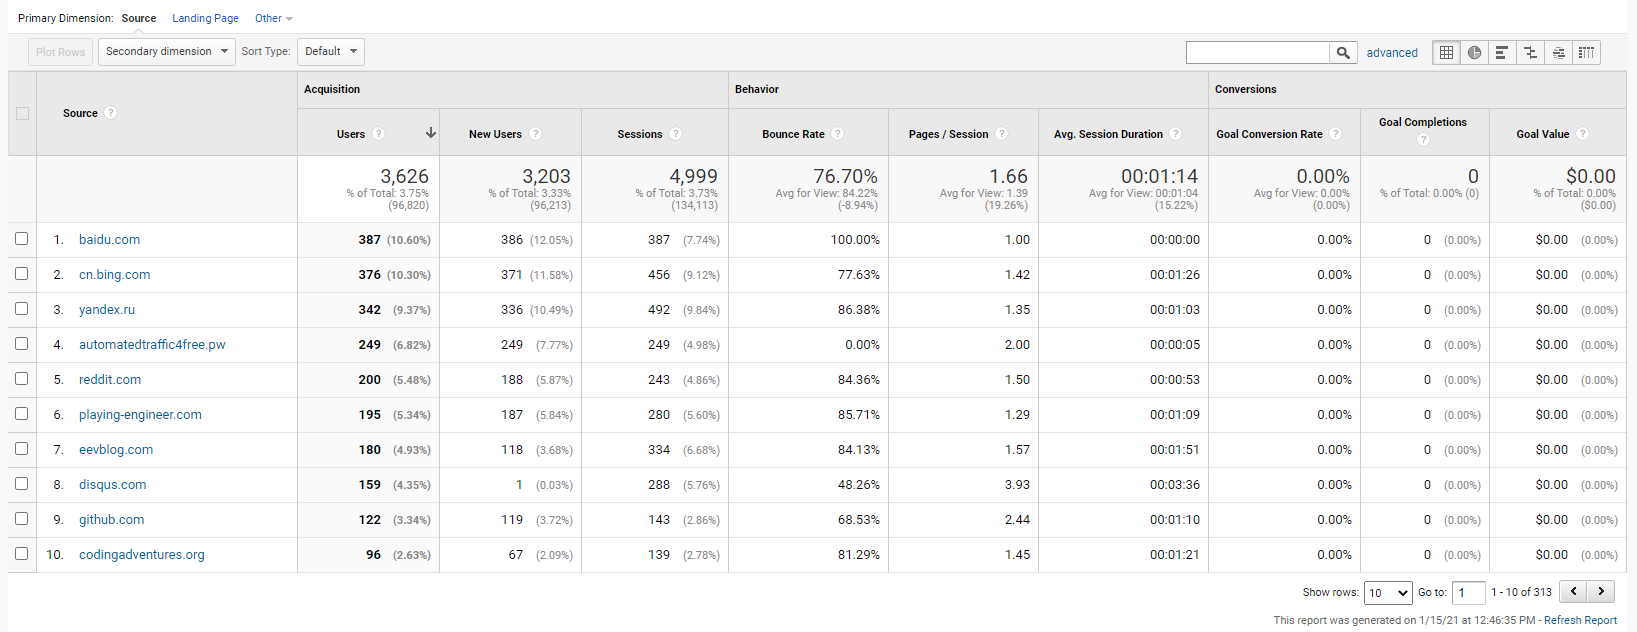 Primary Dimension: Source Landing Page Other
Plot Rows Secondary dimension Sort Type: Default advanced
Source ? Acquisition Behavior Conversions
Users ? New Users ? Sessions ? Bounce Rate ? Pages / Session ? Avg. Session Duration ? Goal Conversion Rate ? Goal Completions ? Goal Value ?
3,626 3,203 4,999 76.70% 1.66 00:01:14 0.00% 0 $0.00
% of Total: 3.75% % of Total: 3.33% % of Total: 3.73% Avg for View: 84.22% Avg for View: 1.39 Avg for View: 00:01:04 Avg for View: 0.00% % of Total: 0.00% (0) % of Total: 0.00%
(96,820) (96,213) (134,113) (-8.94%) (19.26%) (15.22%) (0.00%) ($0.00)
1. baidu.com 387 (10.60%) 386 (12.05%) 387 (7.74%) 100.00% 1.00 00:00:00 0.00% 0 (0.00%) $0.00 (0.00%)
2. cn.bing.com 376 (10.30%) 371 (11.58%) 456 (9.12%) 77.63% 1.42 00:01:26 0.00% 0 (0.00%) $0.00 (0.00%)
3. yandex.ru 342 (9.37%) 336 (10.49%) 492 (9.84%) 86.38% 1.35 00:01:03 0.00% 0 (0.00%) $0.00 (0.00%)
4. automatedtraffic4free.pw 249 (6.82%) 249 (7.77%) 249 (4.98%) 0.00% 2.00 00:00:05 0.00% 0 (0.00%) $0.00 (0.00%)
5. reddit.com 200 (5.48%) 188 (5.87%) 243 (4.86%) 84.36% 1.50 00:00:53 0.00% 0 (0.00%) $0.00 (0.00%)
6. playing-engineer.com 195 (5.34%) 187 (5.84%) 280 (5.60%) 85.71% 1.29 00:01:09 0.00% 0 (0.00%) $0.00 (0.00%)
7. eevblog.com 180 (4.93%) 118 (3.68%) 334 (6.68%) 84.13% 1.57 00:01:51 0.00% 0 (0.00%) $0.00 (0.00%)
8. disqus.com 159 (4.35%) 1 (0.03%) 288 (5.76%) 48.26% 3.93 00:03:36 0.00% 0 (0.00%) $0.00 (0.00%)
9. github.com 122 (3.34%) 119 (3.72%) 143 (2.86%) 68.53% 2.44 00:01:10 0.00% 0 (0.00%) $0.00 (0.00%)
10. codingadventures.org 96 (2.63%) 67 (2.09%) 139 (2.78%) 81.29% 1.45 00:01:21 0.00% 0 (0.00%) $0.00 (0.00%)
Show rows: 10 Go to: 1 1 - 10 of 313
This report was generated on 1/15/21 at 12:46:35 PM - Refresh Report